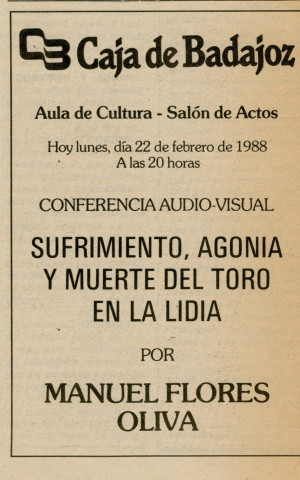 CB Caja de Badajoz
Aula de Cultura - Salón de Actos
Hoy lunes, día 22 de febrero de 1988
A las 20 horas
CONFERENCIA AUDIO-VISUAL
SUFRIMIENTO, AGONIA
Y MUERTE DEL TORO
EN LA LIDIA
POR
MANUEL FLORES
OLIVA